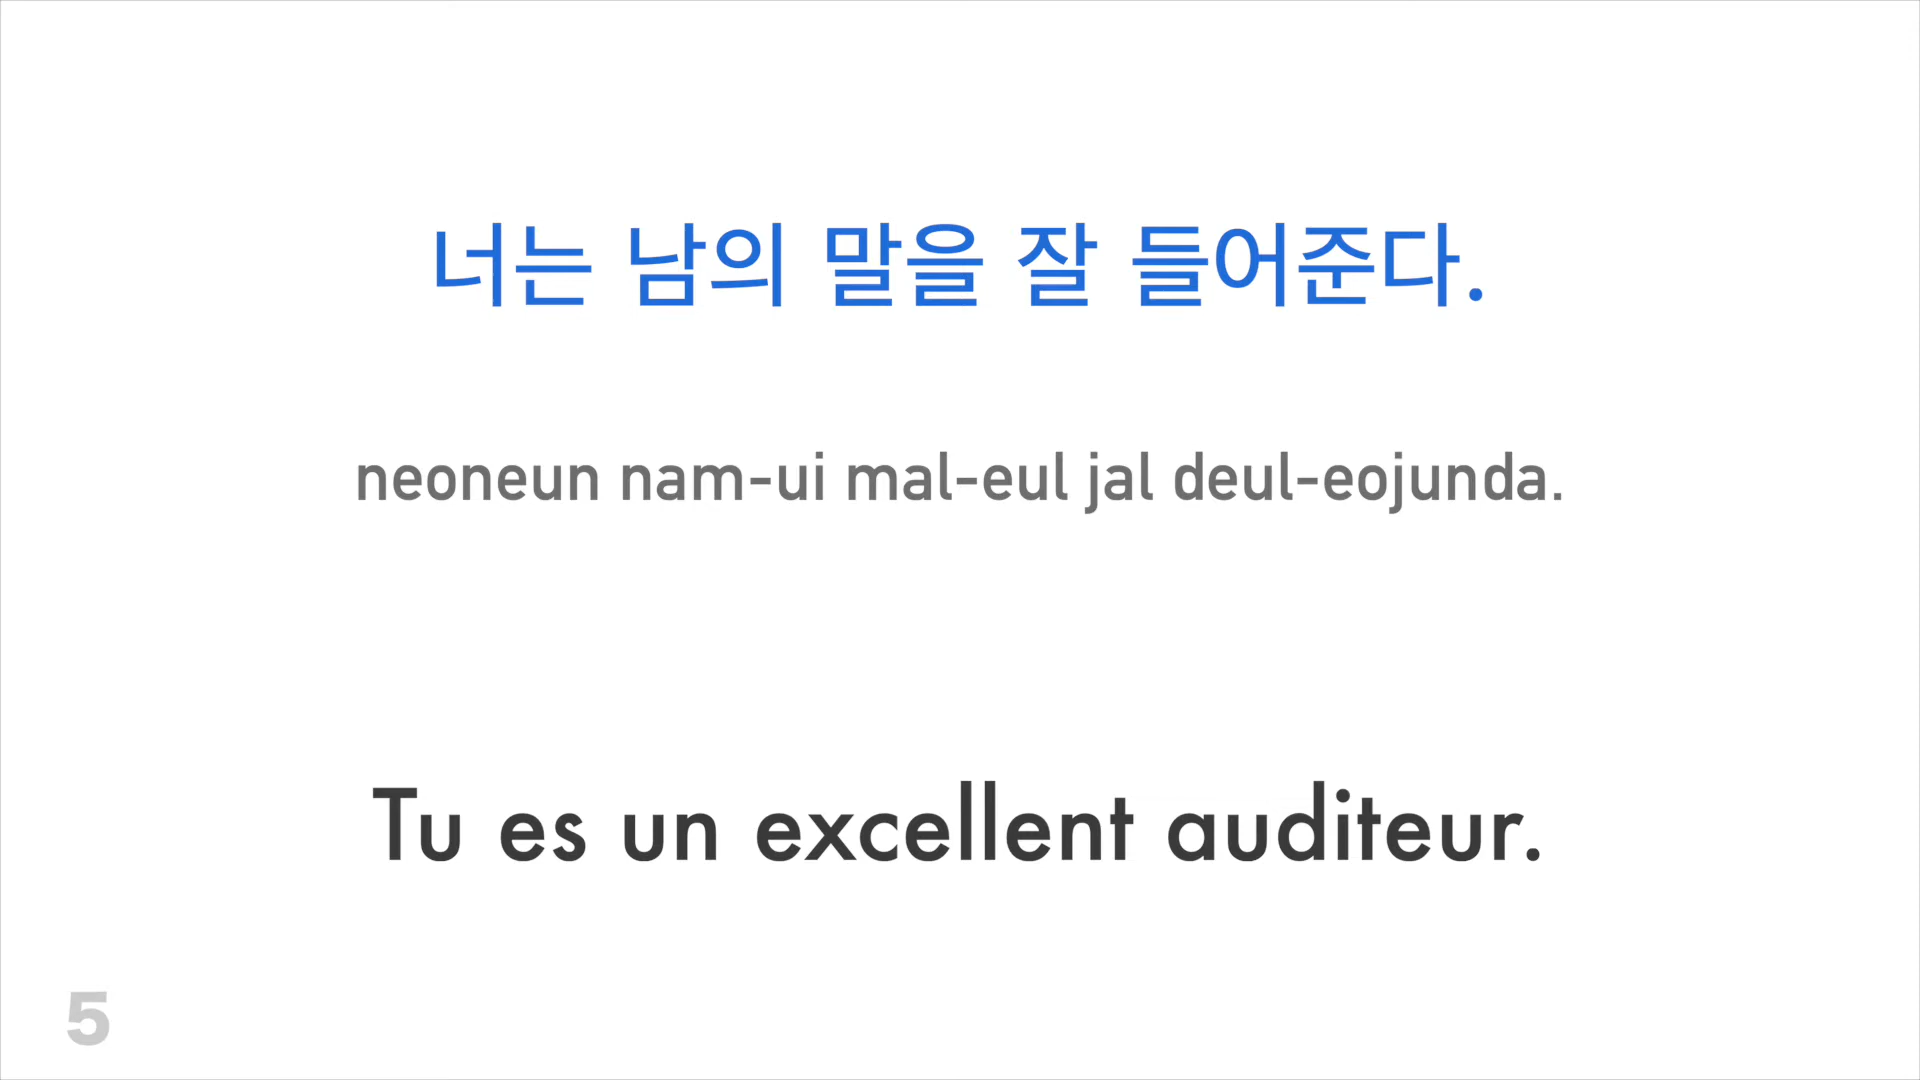 너는 남의 말을 잘 들어준다.
neoneun nam-ui mal-eul jal deul-eojunda.
Tu es un excellent auditeur.
5